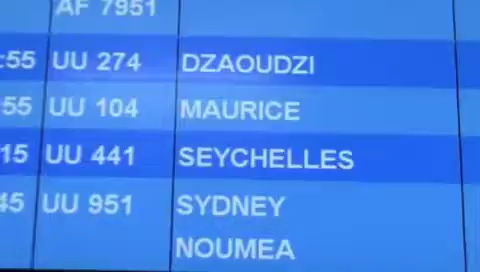 AF 7951
:55 UU 274 DZAOUDZI
:55 UU 104 MAURICE
15 UU 441 SEYCHELLES
45 UU 951 SYDNEY
NOUMEA